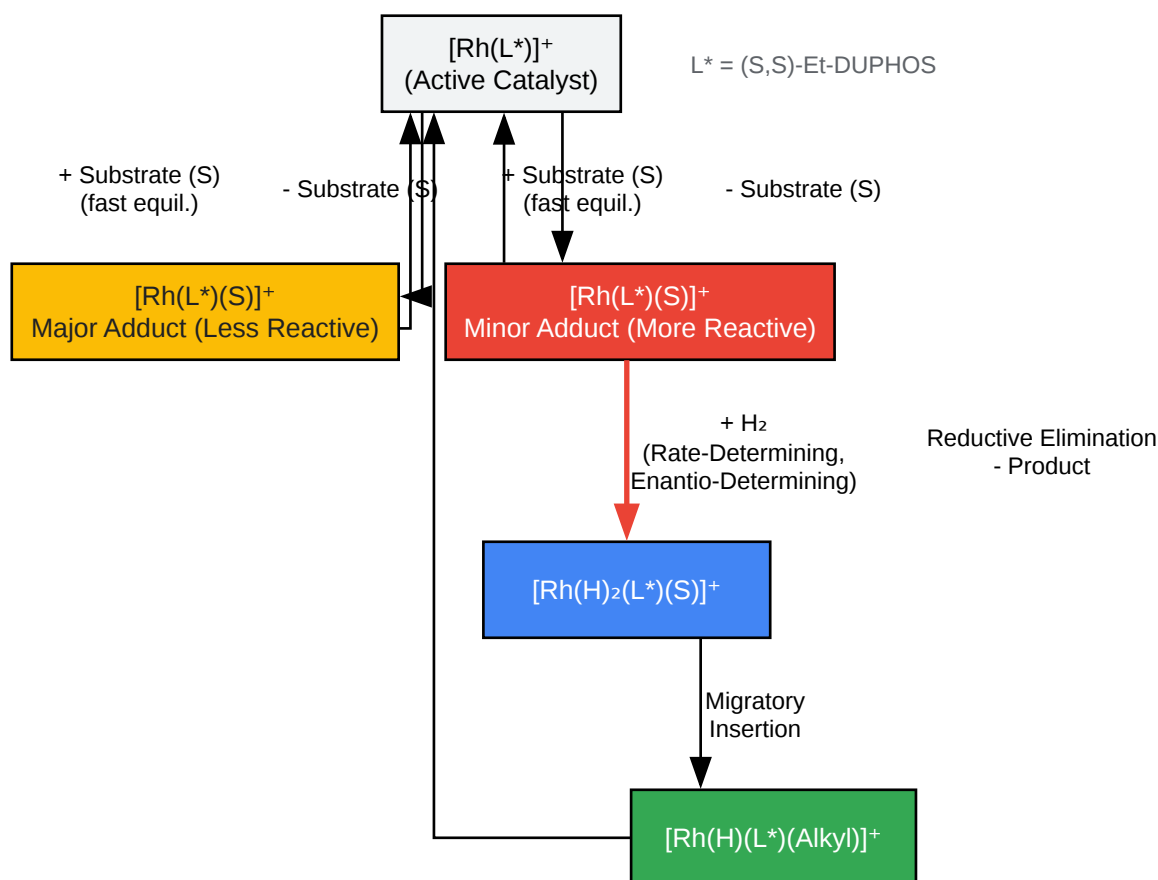 [Rh(L*)]⁺
(Active Catalyst)
L* = (S,S)-Et-DUPHOS
+ Substrate (S)
(fast equil.)
- Substrate (S)
+ Substrate (S)
(fast equil.)
- Substrate (S)
[Rh(L*)(S)]⁺
Major Adduct (Less Reactive)
[Rh(L*)(S)]⁺
Minor Adduct (More Reactive)
+ H₂
(Rate-Determining,
Enantio-Determining)
Reductive Elimination
- Product
[Rh(H)₂(L*)(S)]⁺
Migratory
Insertion
[Rh(H)(L*)(Alkyl)]⁺